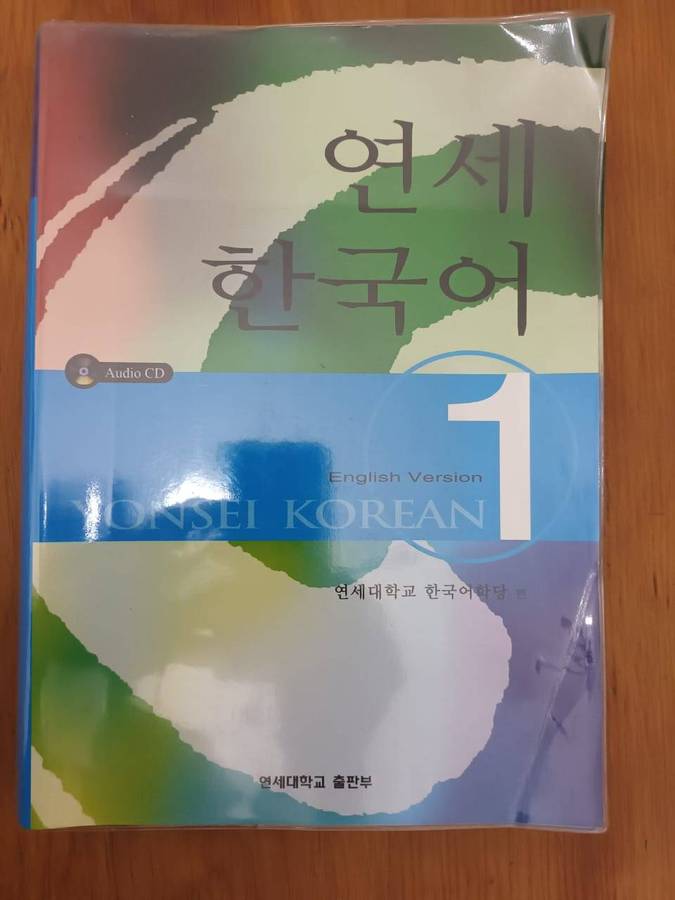 연세
한국어
Audio CD
1
English Version
YONSEI KOREAN
연세대학교 한국어학당 편
연세대학교 출판부